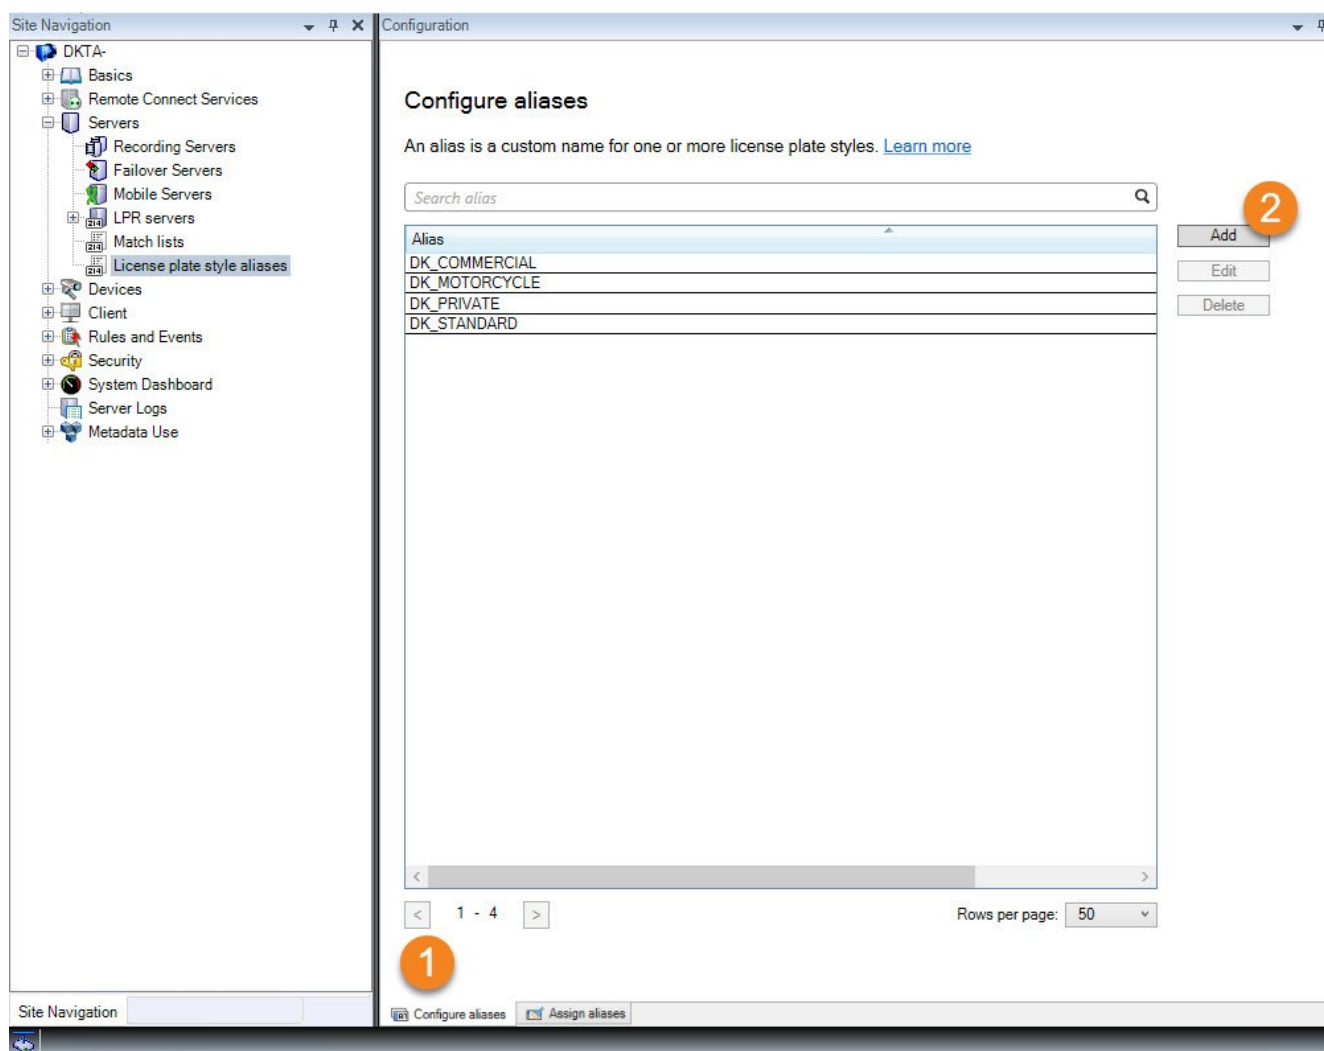 Site Navigation
DKTA-
Basics
Remote Connect Services
Servers
Recording Servers
Failover Servers
Mobile Servers
LPR servers
Match lists
License plate style aliases
Devices
Client
Rules and Events
Security
System Dashboard
Server Logs
Metadata Use
Site Navigation
Configuration
Configure aliases
An alias is a custom name for one or more license plate styles. Learn more
Search alias
2
Alias
Add
DK_COMMERCIAL
Edit
DK_MOTORCYCLE
DK_PRIVATE
Delete
DK_STANDARD
< 1 - 4 >
Rows per page: 50
1
Configure aliases
Assign aliases